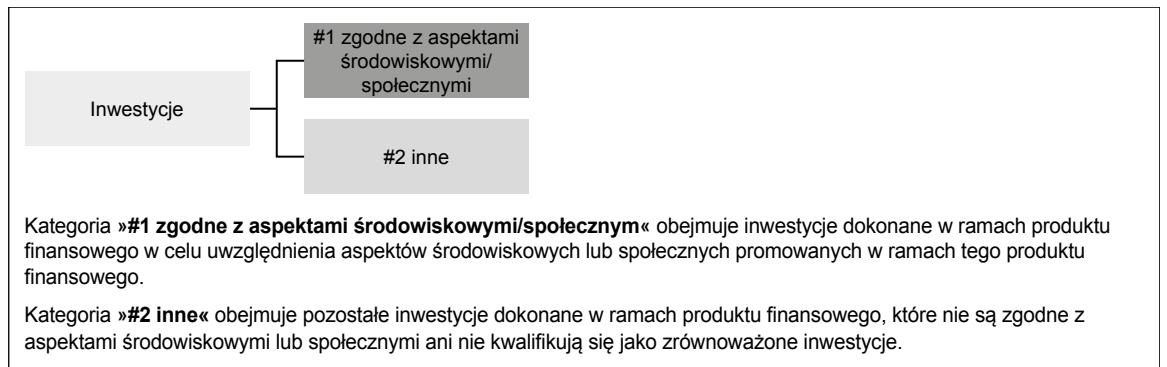 #1 zgodne z aspektami
środowiskowymi/
społecznymi
Inwestycje
#2 inne
Kategoria »#1 zgodne z aspektami środowiskowymi/społecznym« obejmuje inwestycje dokonane w ramach produktu
finansowego w celu uwzględnienia aspektów środowiskowych lub społecznych promowanych w ramach tego produktu
finansowego.
Kategoria »#2 inne« obejmuje pozostałe inwestycje dokonane w ramach produktu finansowego, które nie są zgodne z
aspektami środowiskowymi lub społecznymi ani nie kwalifikują się jako zrównoważone inwestycje.